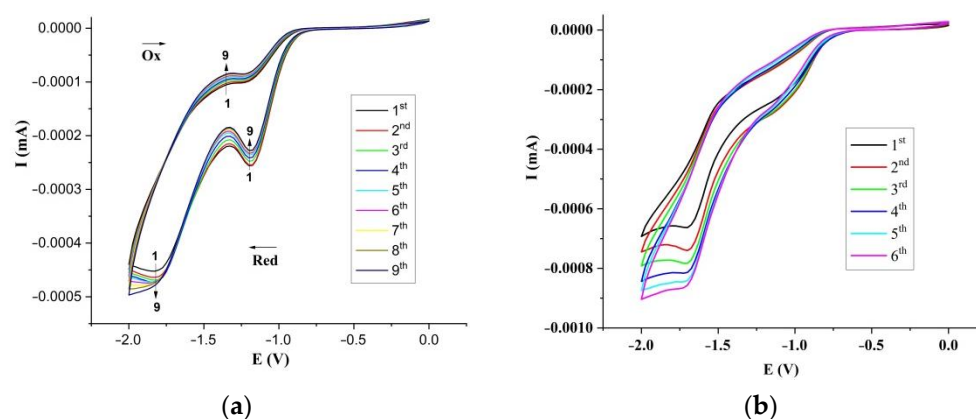 0.0000
-0.0001
-0.0002
-0.0003
-0.0004
-0.0005
I (mA)
Ox
9
1
9
1
1
9
Red
1st
2nd
3rd
4th
5th
6th
7th
8th
9th
-2.0
-1.5
-1.0
-0.5
0.0
E (V)
(a)
0.0000
-0.0002
-0.0004
-0.0006
-0.0008
-0.0010
I (mA)
1st
2nd
3rd
4th
5th
6th
-2.0
-1.5
-1.0
-0.5
0.0
E (V)
(b)